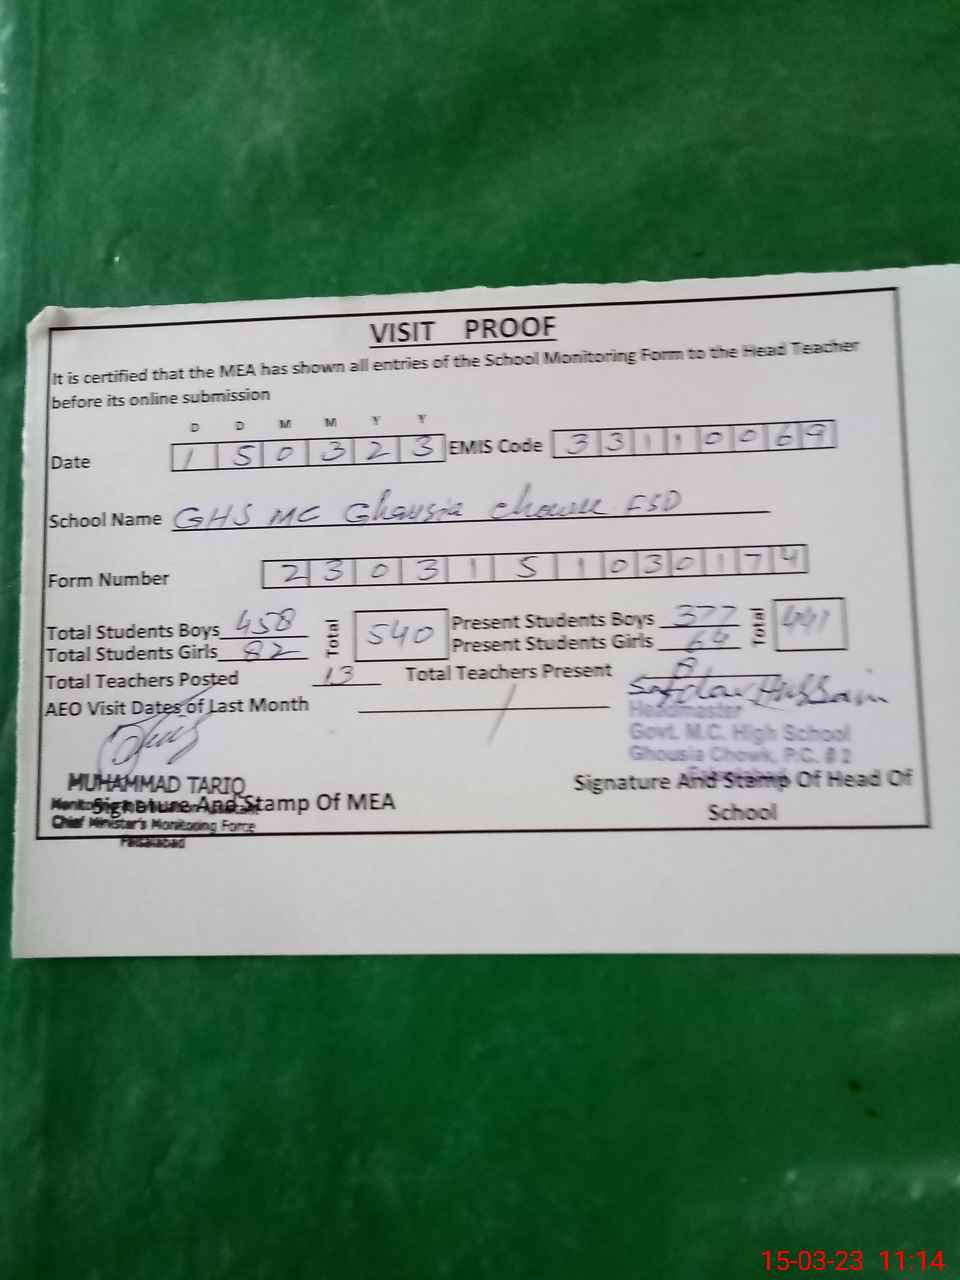 VISIT PROOF
It is certified that the MEA has shown all entries of the School Monitoring Form to the Head Teacher
before its online submission
D D M M Y Y
Date 1 5 0 3 2 3 EMIS Code 3 3 1 1 0 0 6 9
School Name GHS MC Ghousia Chowk FSD
Form Number 2 3 0 3 1 5 1 0 3 0 1 7 4
Total Students Boys 458 Total 540 Present Students Boys 377 Total 441
Total Students Girls 82 Present Students Girls 64
Total Teachers Posted 13 Total Teachers Present 8
AEO Visit Dates of Last Month /
Safdar Hussain
Headmaster
Govt. M.C. High School
Ghousia Chowk, P.C. # 2
MUHAMMAD TARIQ
Signature And Stamp Of MEA
Chief Minister's Monitoring Force
Faisalabad
Signature And Stamp Of Head Of
School
15-03-23 11:14